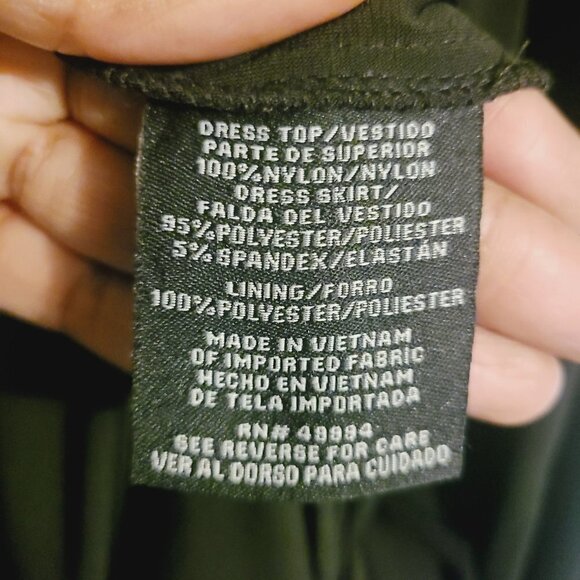 DRESS TOP/VESTIDO
PARTE DE SUPERIOR
100%NYLON/NYLON
DRESS SKIRT/
FALDA DEL VESTIDO
95%POLYESTER/POLIESTER
5%SPANDEX/ELASTÁN
LINING/FORRO
100%POLYESTER/POLIESTER
MADE IN VIETNAM
OF IMPORTED FABRIC
HECHO EN VIETNAM
DE TELA IMPORTADA
RN# 49994
SEE REVERSE FOR CARE
VER AL DORSO PARA CUIDADO